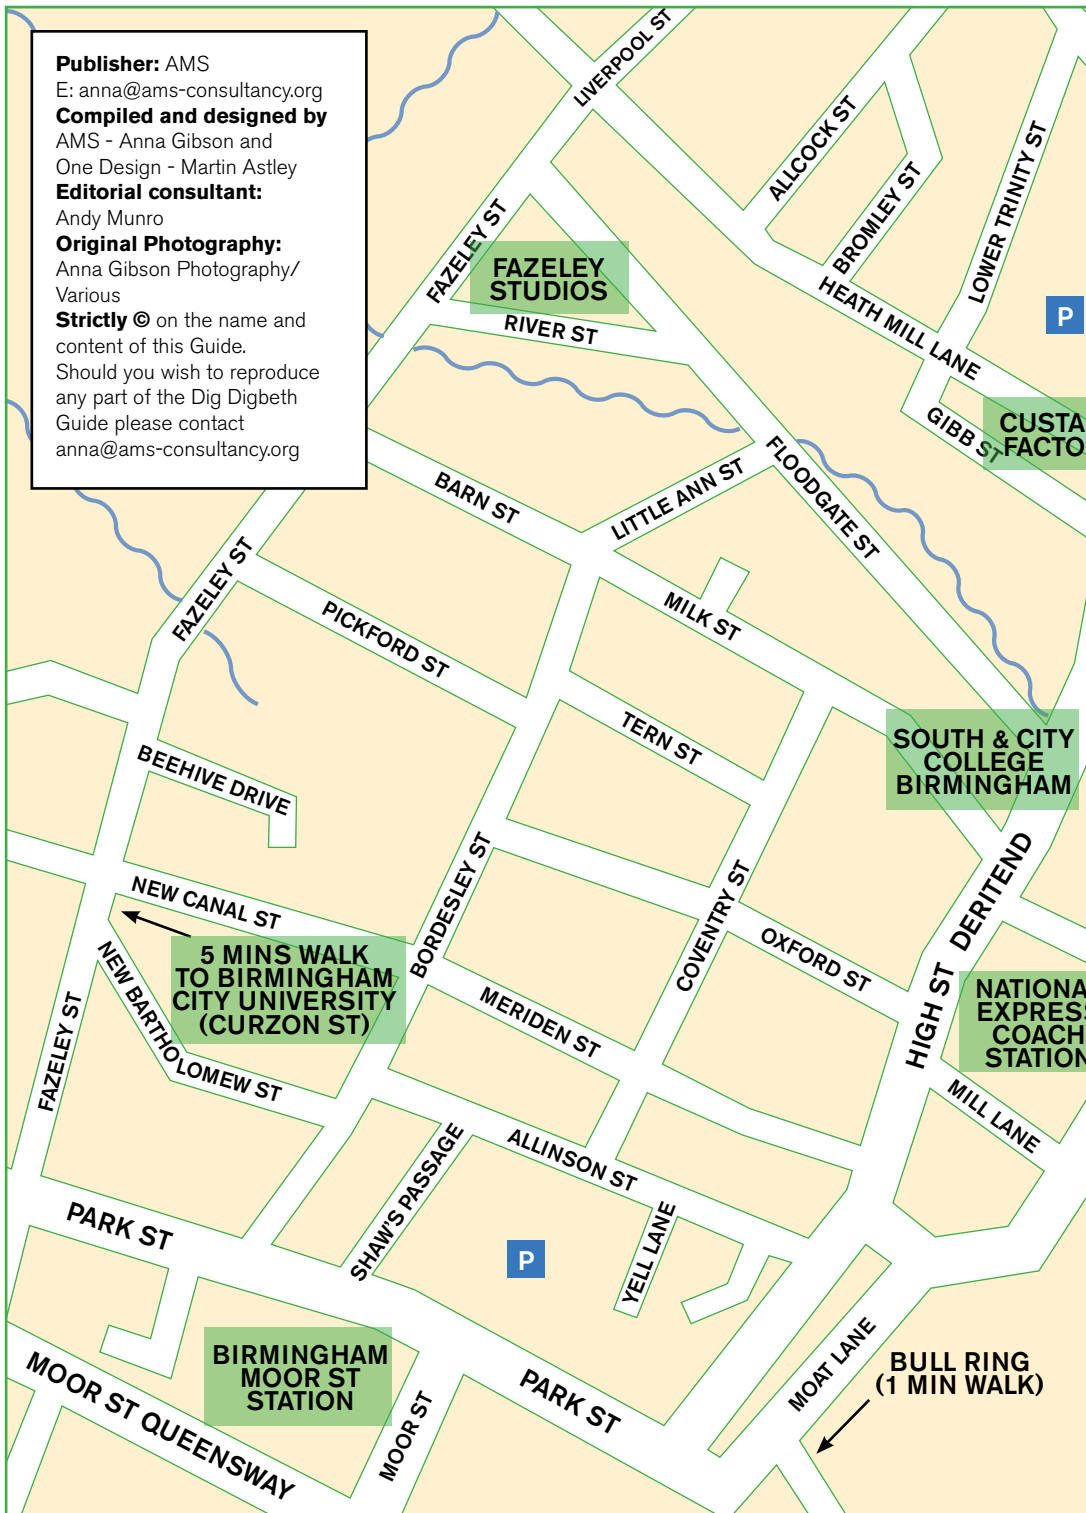 Publisher: AMS
E: anna@ams-consultancy.org
Compiled and designed by
AMS - Anna Gibson and
One Design - Martin Astley
Editorial consultant:
Andy Munro
Original Photography:
Anna Gibson Photography/
Various
Strictly © on the name and
content of this Guide.
Should you wish to reproduce
any part of the Dig Digbeth
Guide please contact
anna@ams-consultancy.org
LIVERPOOL ST
ALLCOCK ST
BROMLEY ST
LOWER TRINITY ST
FAZELEY ST
FAZELEY
STUDIOS
RIVER ST
HEATH MILL LANE
P
GIBB ST
CUSTA
FACTO
BARN ST
LITTLE ANN ST
FLOODGATE ST
FAZELEY ST
PICKFORD ST
MILK ST
TERN ST
SOUTH & CITY
COLLEGE
BIRMINGHAM
BEEHIVE DRIVE
NEW CANAL ST
BORDESLEY ST
COVENTRY ST
OXFORD ST
HIGH ST DERITEND
5 MINS WALK
TO BIRMINGHAM
CITY UNIVERSITY
(CURZON ST)
NEW BARTHOLOMEW ST
FAZELEY ST
MERIDEN ST
NATIONA
EXPRES
COACH
STATION
MILL LANE
ALLINSON ST
SHAW'S PASSAGE
YELL LANE
PARK ST
P
BIRMINGHAM
MOOR ST
STATION
MOOR ST QUEENSWAY
MOOR ST
PARK ST
MOAT LANE
BULL RING
(1 MIN WALK)